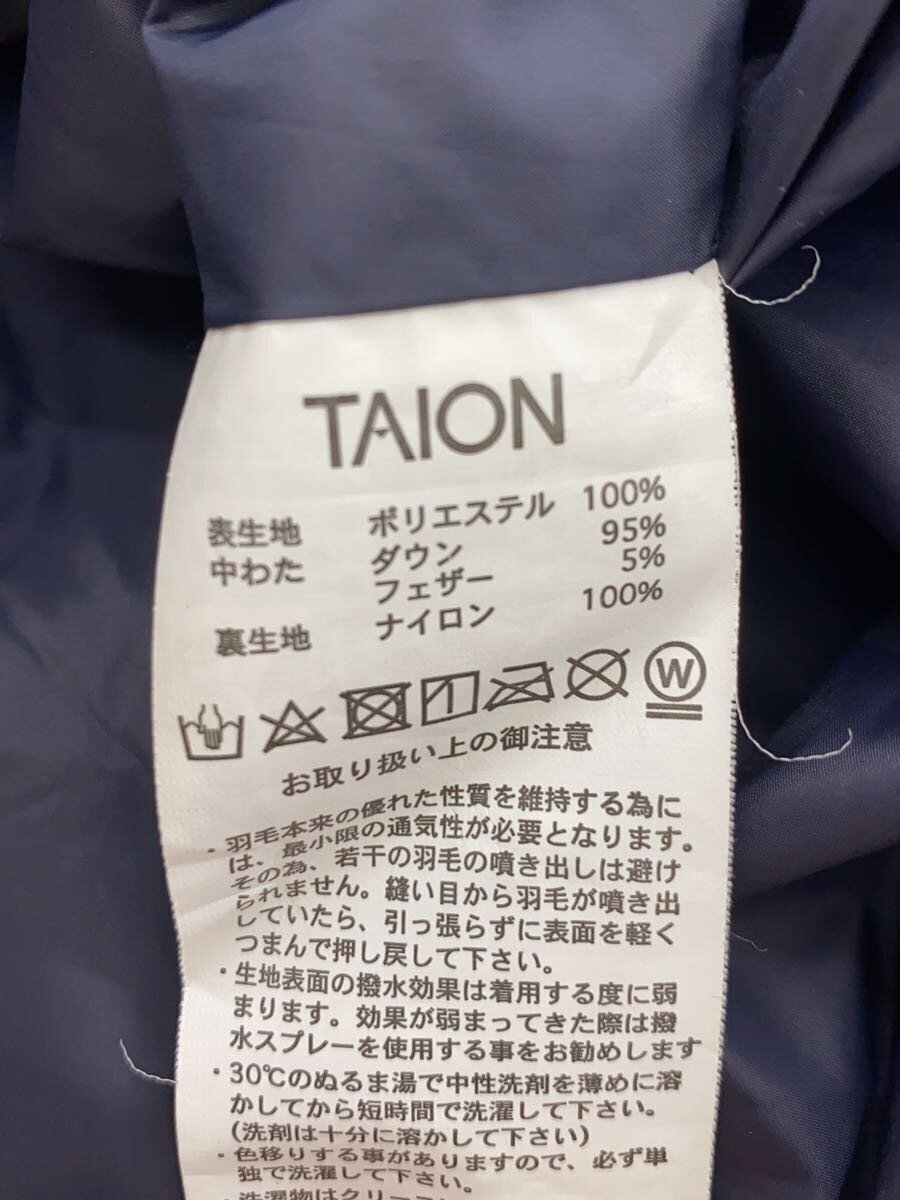 TAION
表生地 ポリエステル 100%
中わた ダウン 95%
フェザー 5%
裏生地 ナイロン 100%
W
お取り扱い上の御注意
・羽毛本来の優れた性質を維持する為に
は、最小限の通気性が必要となります。
その為、若干の羽毛の噴き出しは避け
られません。縫い目から羽毛が噴き出
していたら、引っ張らずに表面を軽く
つまんで押し戻して下さい。
・生地表面の撥水効果は着用する度に弱
まります。効果が弱まってきた際は撥
水スプレーを使用する事をお勧めします
・30℃のぬるま湯で中性洗剤を薄めに溶
かしてから短時間で洗濯して下さい。
(洗剤は十分に溶かして下さい)
・色移りする事がありますので、必ず単
独で洗濯して下さい。
・洗濯物はクリーニ